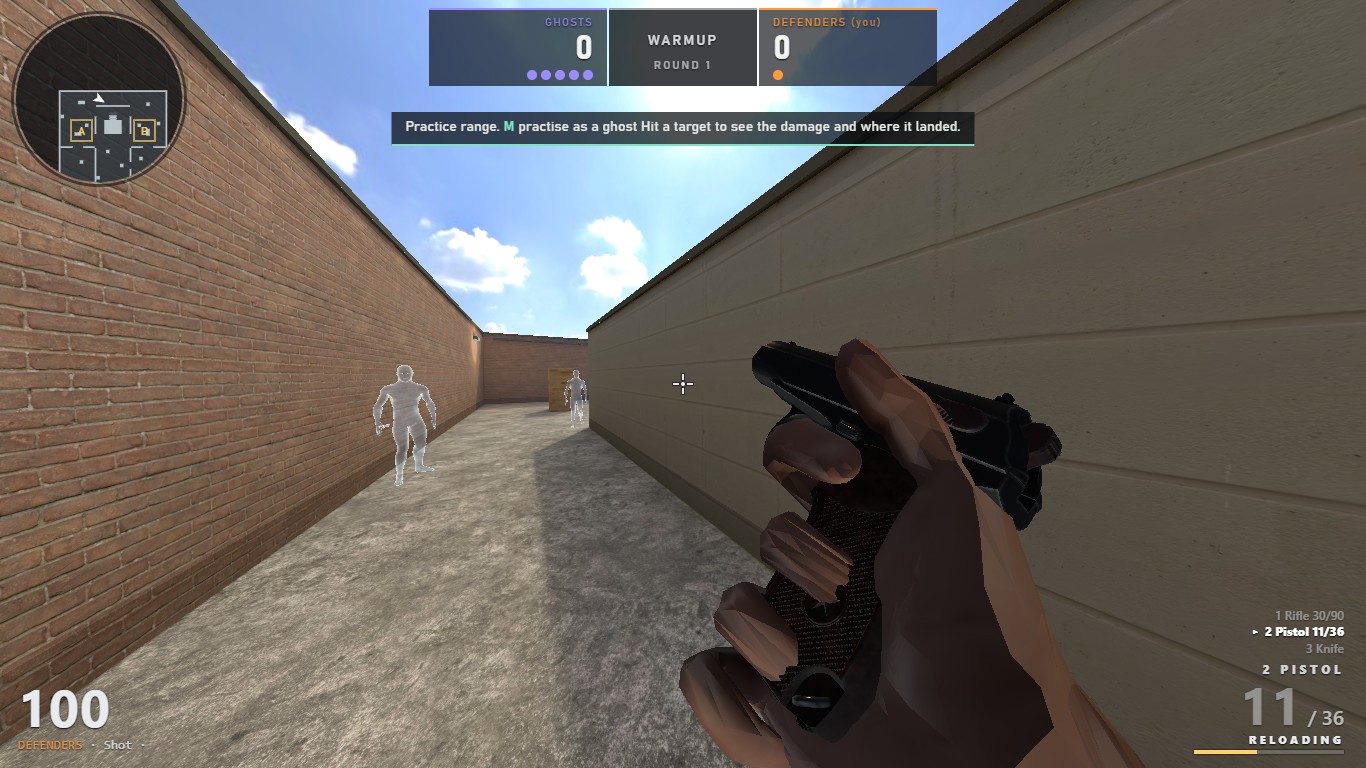 GHOSTS
0
WARMUP
ROUND 1
DEFENDERS (you)
0
Practice range. M practise as a ghost Hit a target to see the damage and where it landed.
A
B
1 Rifle 30/90
▸ 2 Pistol 11/36
3 Knife
2 PISTOL
11 / 36
RELOADING
100
DEFENDERS · Shot ·